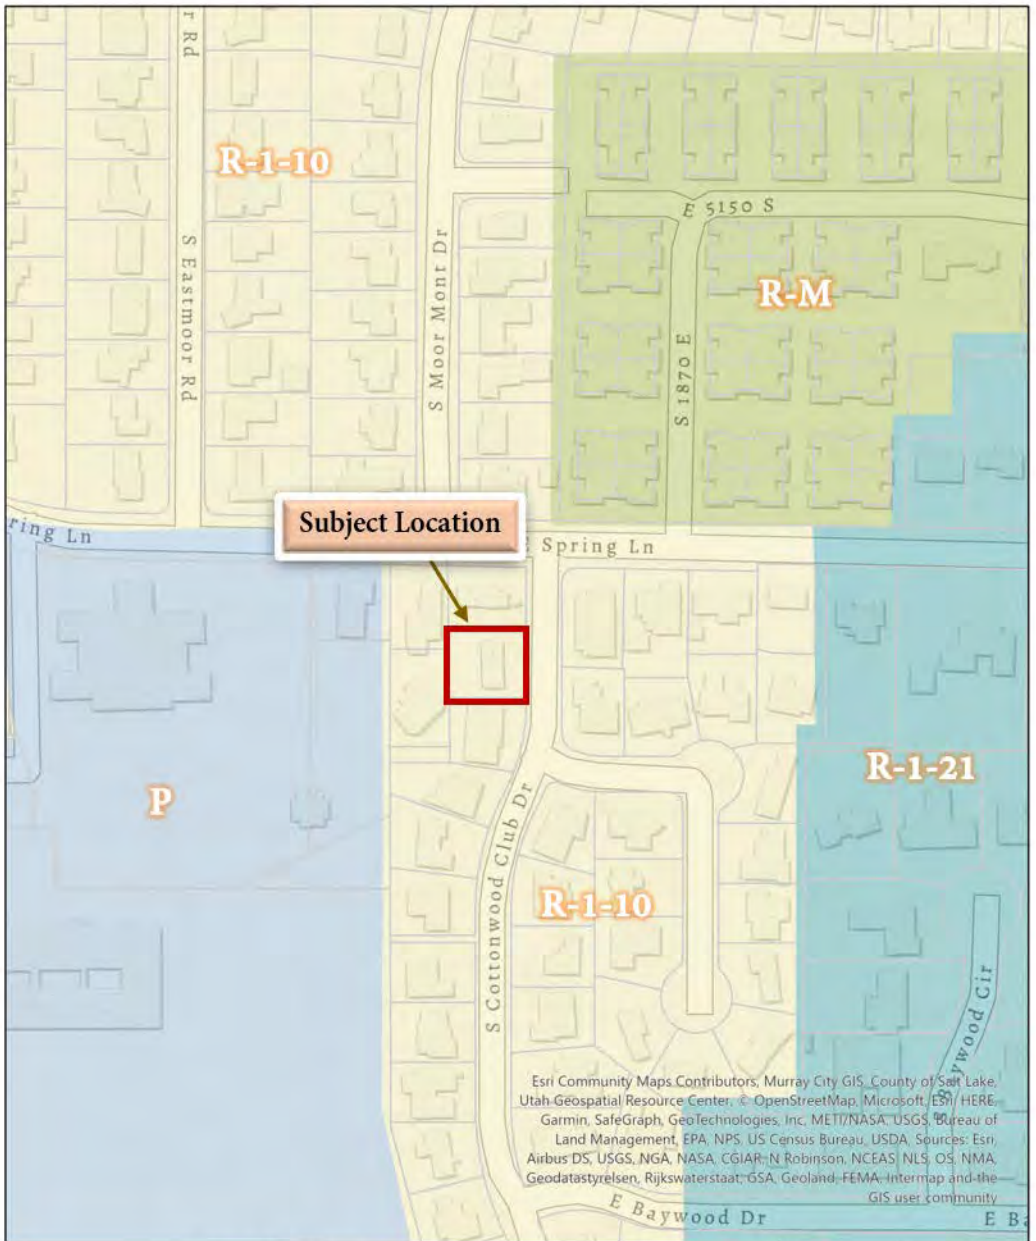 r Rd
R-1-10
E 5150 S
S Eastmoor Rd
S Moor Mont Dr
R-M
S 1870 E
Subject Location
ring Ln
Spring Ln
P
R-1-21
S Cottonwood Club Dr
R-1-10
S Baywood Cir
Esri Community Maps Contributors, Murray City GIS, County of Salt Lake,
Utah Geospatial Resource Center, © OpenStreetMap, Microsoft, Esri, HERE,
Garmin, SafeGraph, GeoTechnologies, Inc, METI/NASA, USGS, Bureau of
Land Management, EPA, NPS, US Census Bureau, USDA, Sources: Esri,
Airbus DS, USGS, NGA, NASA, CGIAR, N Robinson, NCEAS, NLS, OS, NMA,
Geodatastyrelsen, Rijkswaterstaat, GSA, Geoland, FEMA, Intermap and the
GIS user community
E Baywood Dr
E Ba